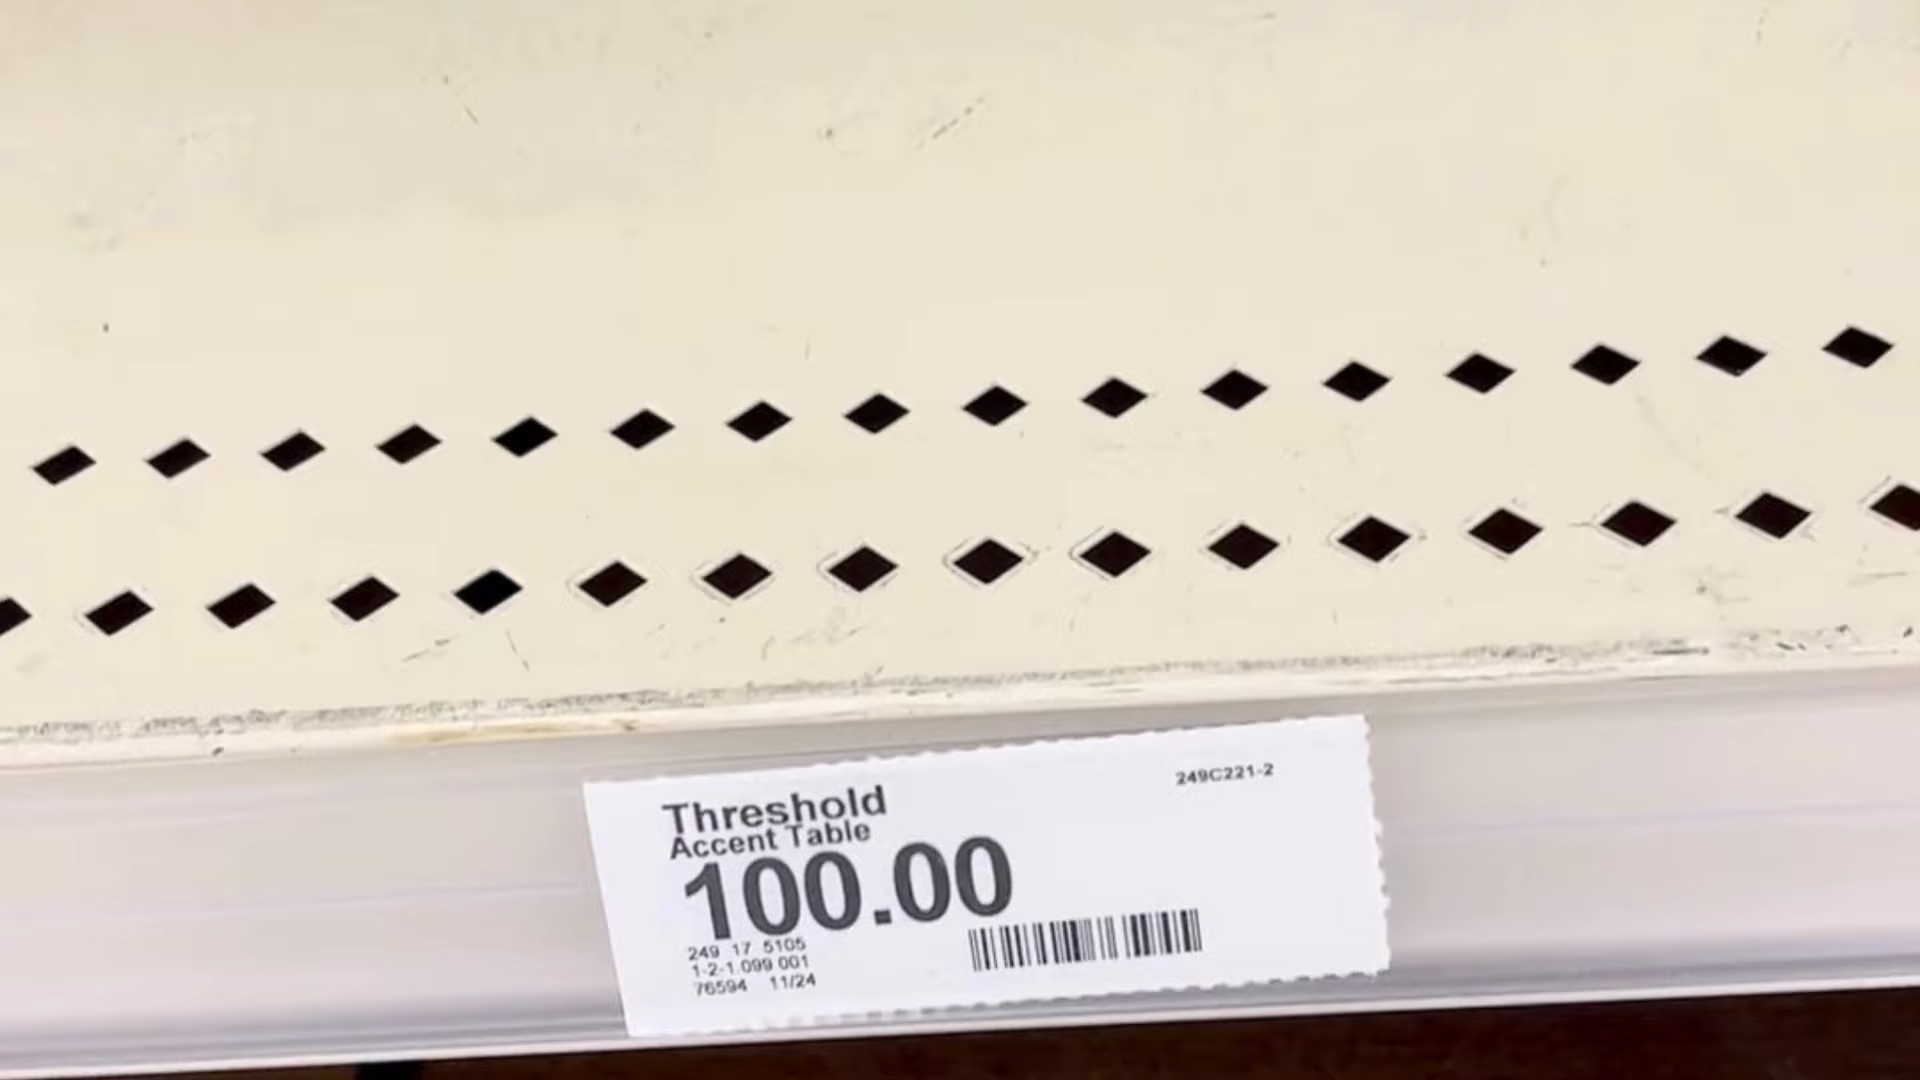 249C221-2
Threshold
Accent Table
100.00
249 17 5105
1-2-1.099 001
76594 11/24